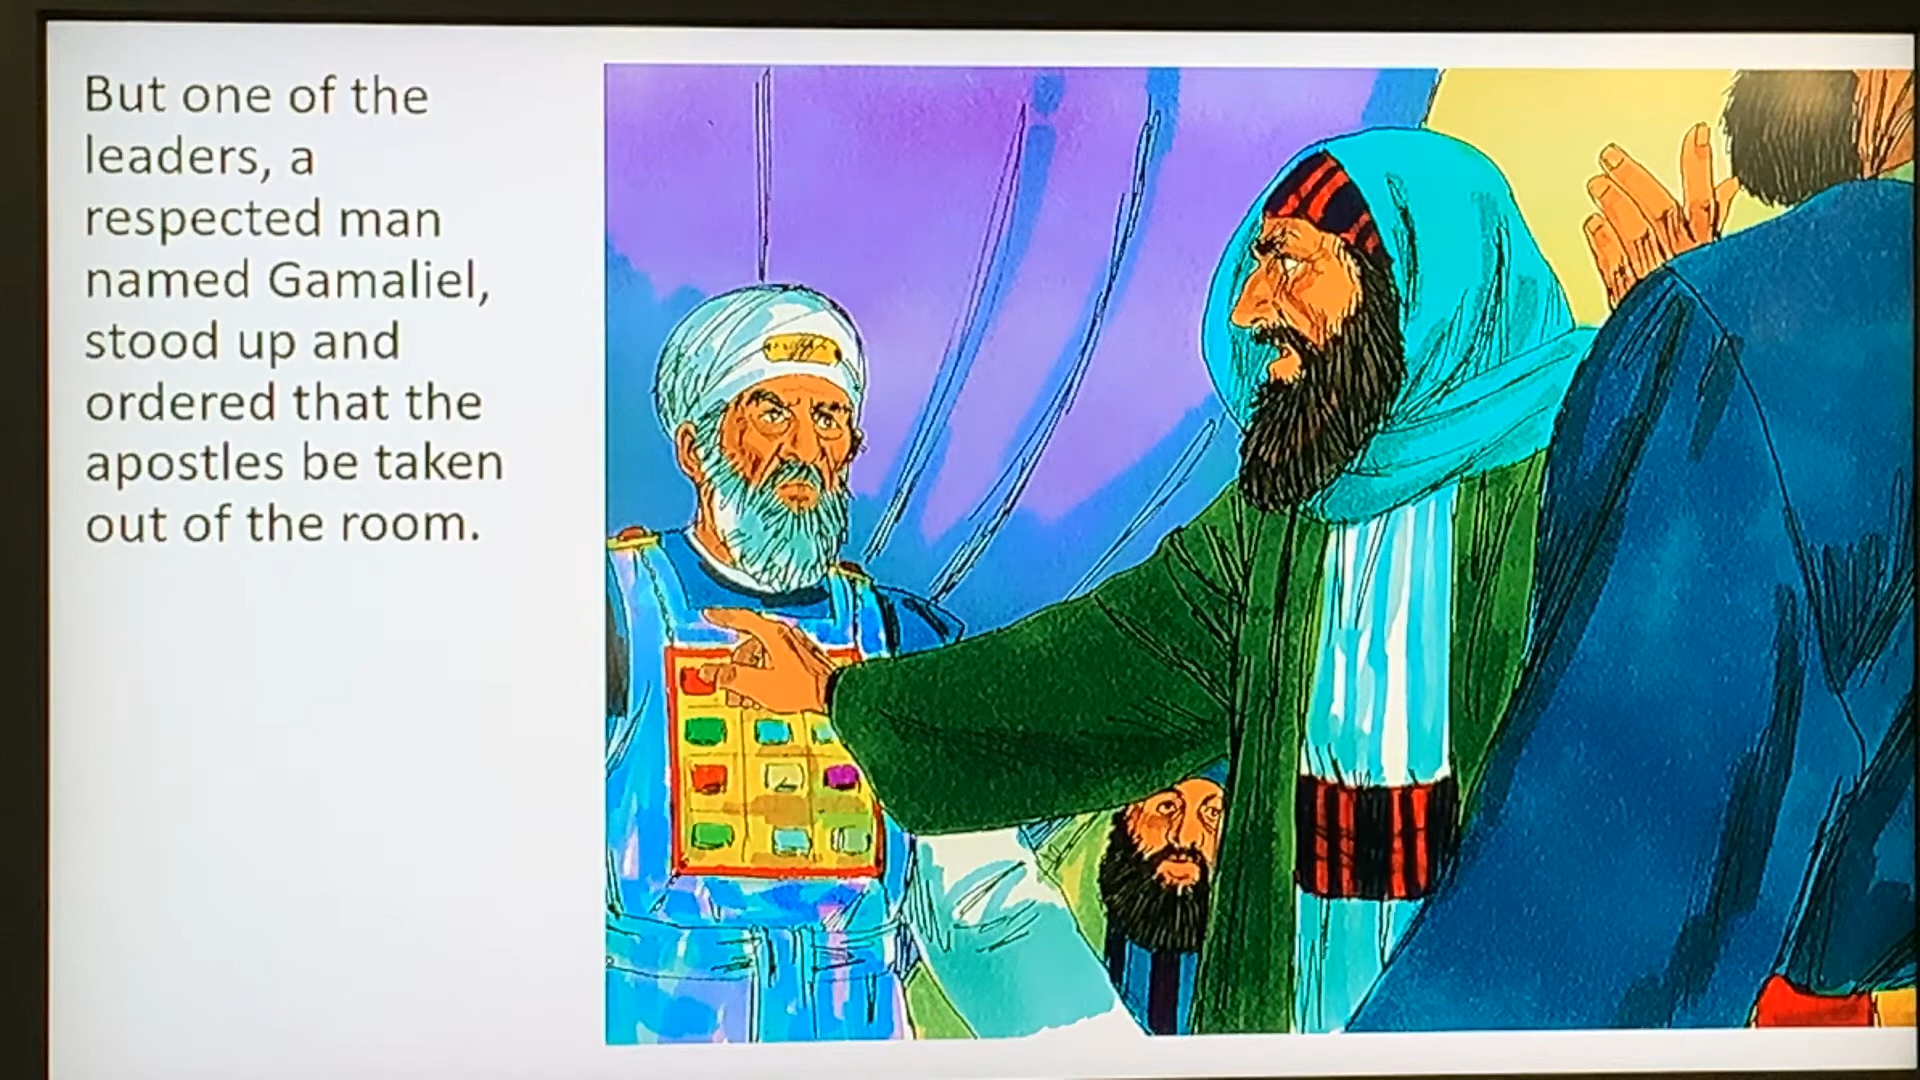 But one of the
leaders, a
respected man
named Gamaliel,
stood up and
ordered that the
apostles be taken
out of the room.